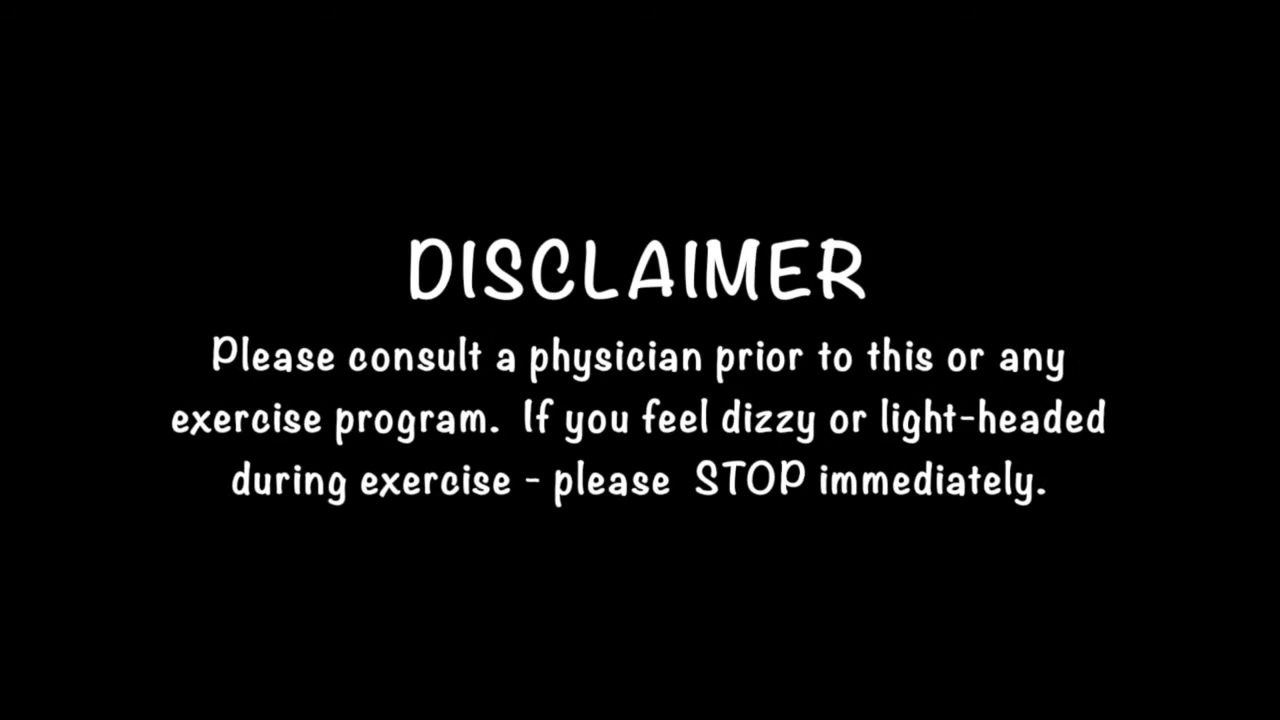 DISCLAIMER
Please consult a physician prior to this or any
exercise program.  If you feel dizzy or light-headed
during exercise - please  STOP immediately.